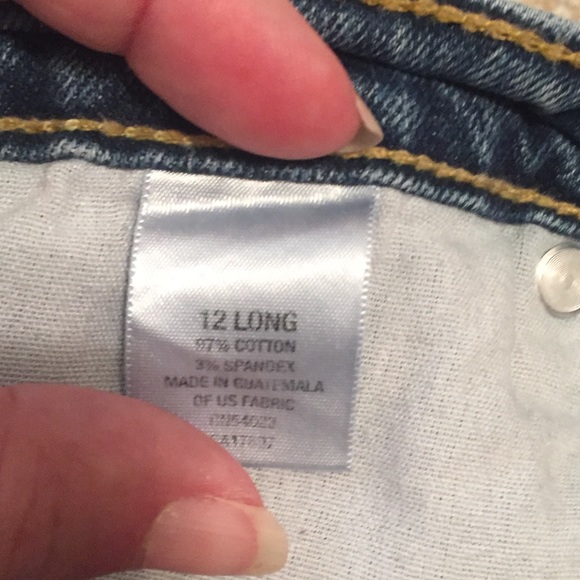 12 LONG
97% COTTON
3% SPANDEX
MADE IN GUATEMALA
OF US FABRIC